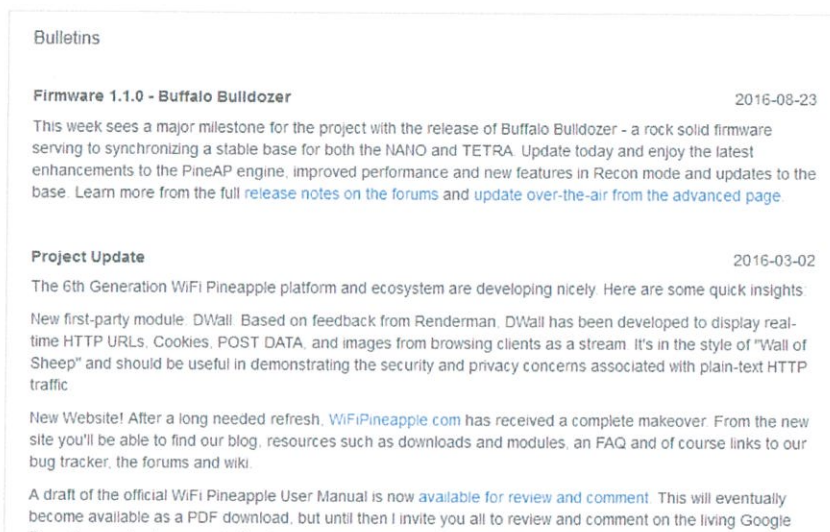 Bulletins
Firmware 1.1.0 - Buffalo Bulldozer 2016-08-23
This week sees a major milestone for the project with the release of Buffalo Bulldozer - a rock solid firmware
serving to synchronizing a stable base for both the NANO and TETRA. Update today and enjoy the latest
enhancements to the PineAP engine, improved performance and new features in Recon mode and updates to the
base. Learn more from the full release notes on the forums and update over-the-air from the advanced page.
Project Update 2016-03-02
The 6th Generation WiFi Pineapple platform and ecosystem are developing nicely. Here are some quick insights:
New first-party module: DWall. Based on feedback from Renderman, DWall has been developed to display real-
time HTTP URLs, Cookies, POST DATA, and images from browsing clients as a stream. It's in the style of "Wall of
Sheep" and should be useful in demonstrating the security and privacy concerns associated with plain-text HTTP
traffic
New Website! After a long needed refresh, WiFiPineapple.com has received a complete makeover. From the new
site you'll be able to find our blog, resources such as downloads and modules, an FAQ and of course links to our
bug tracker, the forums and wiki.
A draft of the official WiFi Pineapple User Manual is now available for review and comment. This will eventually
become available as a PDF download, but until then I invite you all to review and comment on the living Google